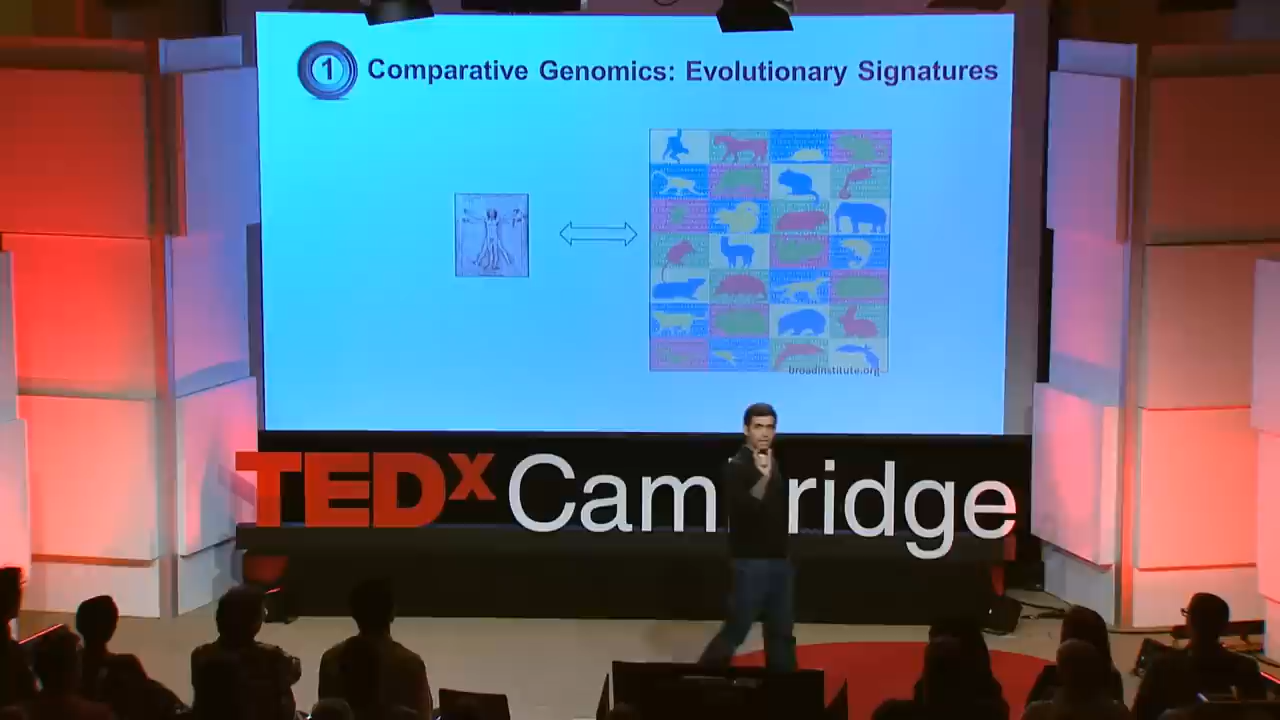 1 Comparative Genomics: Evolutionary Signatures
broadinstitute.org
TEDx Cam ridge